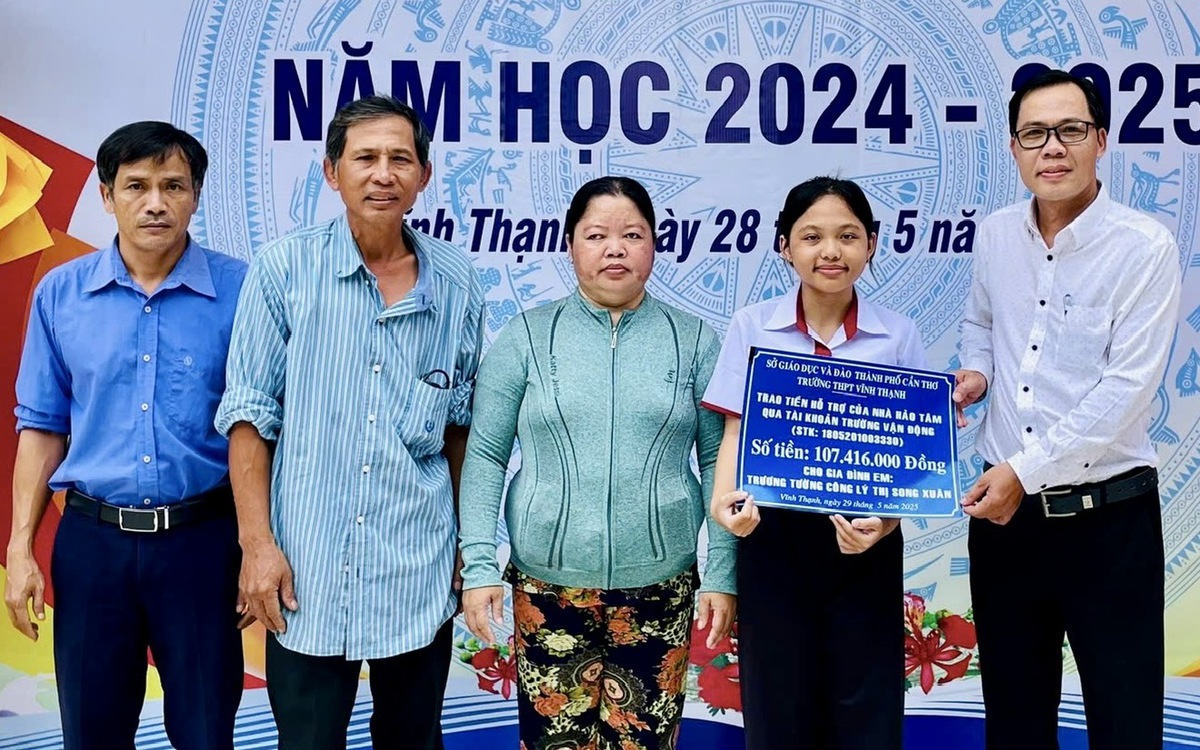 NĂM HỌC 2024 - 2025
Vĩnh Thạnh ngày 28 5 nă
SỞ GIÁO DỤC VÀ ĐÀO THÀNH PHỐ CẦN THƠ
TRƯỜNG THPT VĨNH THẠNH
TRAO TIỀN HỖ TRỢ CỦA NHÀ HẢO TÂM
QUA TÀI KHOẢN TRƯỜNG VẬN ĐỘNG
(STK: 1805201003330)
Số tiền: 107.416.000 Đồng
CHO GIA ĐÌNH EM:
TRƯƠNG TƯỜNG CÔNG LÝ THỊ SONG XUÂN
Vĩnh Thạnh, ngày 29 tháng 5 năm 2025